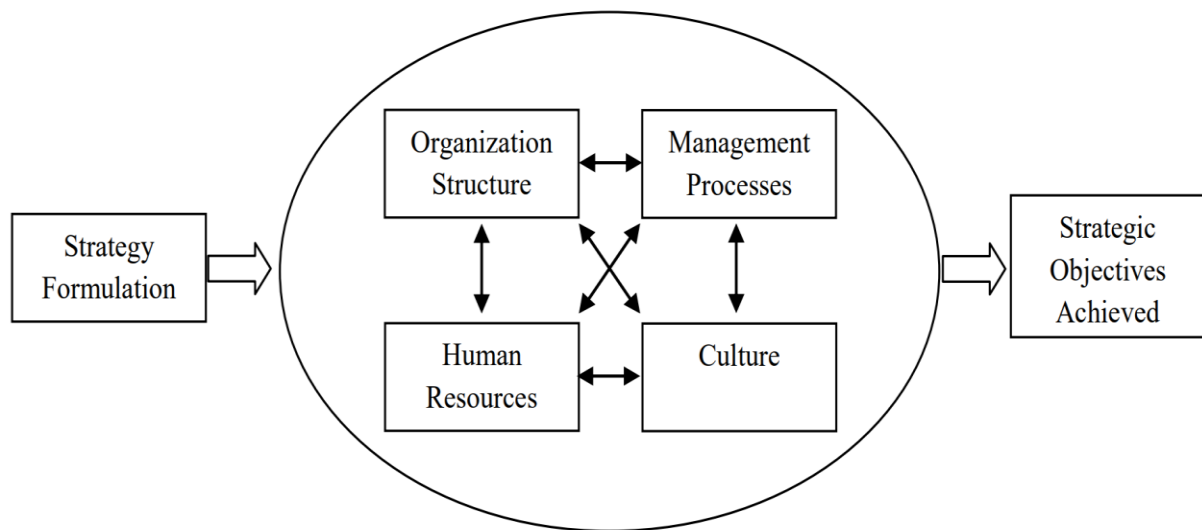 Strategy
Formulation
Organization
Structure
Management
Processes
Human
Resources
Culture
Strategic
Objectives
Achieved